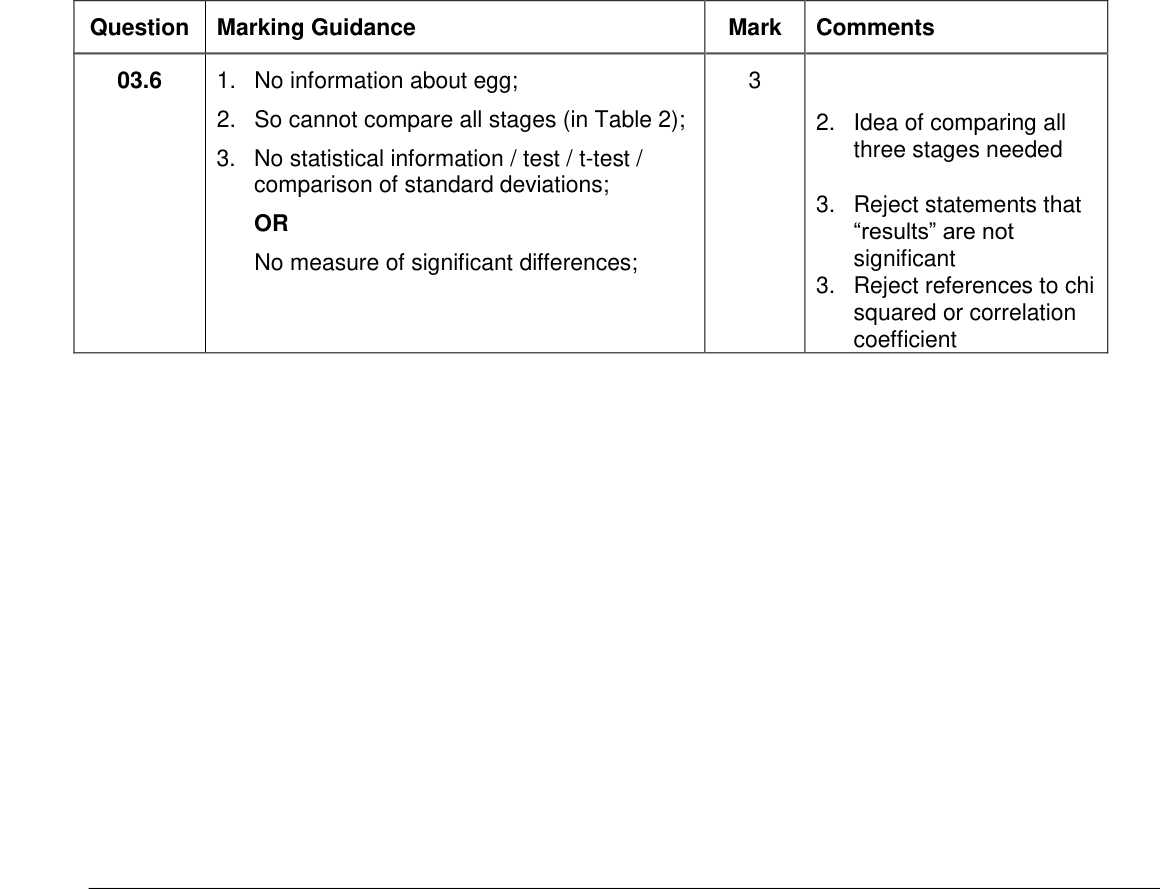 Question Marking Guidance Mark Comments
03.6 1. No information about egg; 3
2. So cannot compare all stages (in Table 2);
3. No statistical information / test / t-test /
comparison of standard deviations;
OR
No measure of significant differences;
2. Idea of comparing all
three stages needed
3. Reject statements that
“results” are not
significant
3. Reject references to chi
squared or correlation
coefficient